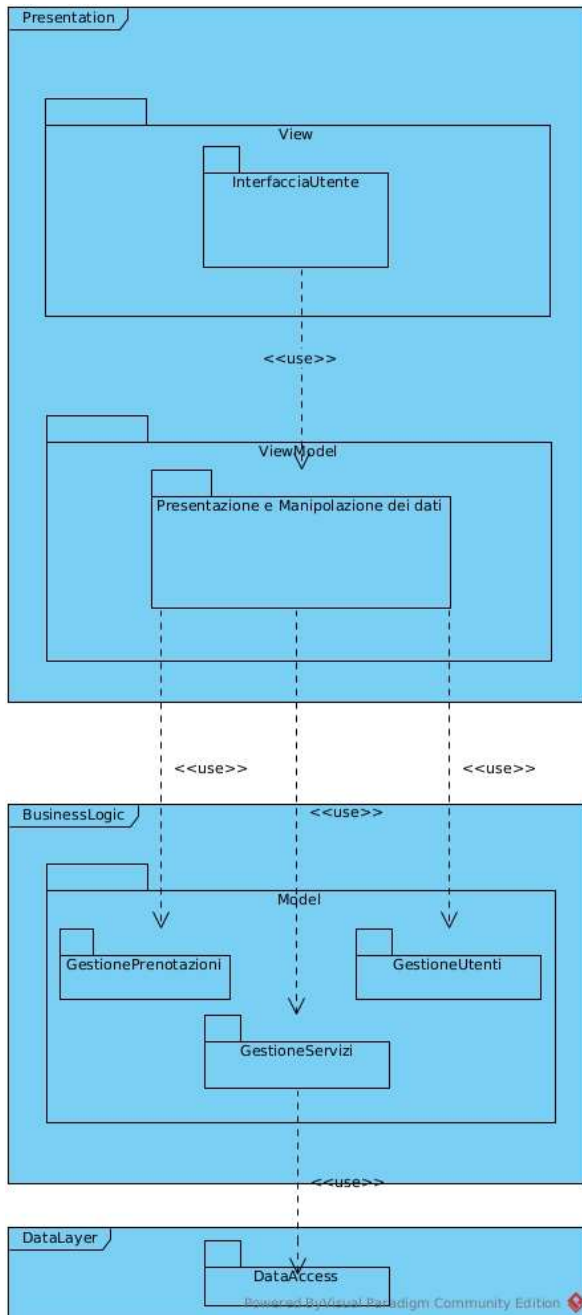 Presentation
View
InterfacciaUtente
<<use>>
ViewModel
Presentazione e Manipolazione dei dati
<<use>>
<<use>>
BusinessLogic
<<use>>
Model
GestionePrenotazioni
GestioneUtenti
GestioneServizi
<<use>>
DataLayer
DataAccess
Powered By Visual Paradigm Community Edition